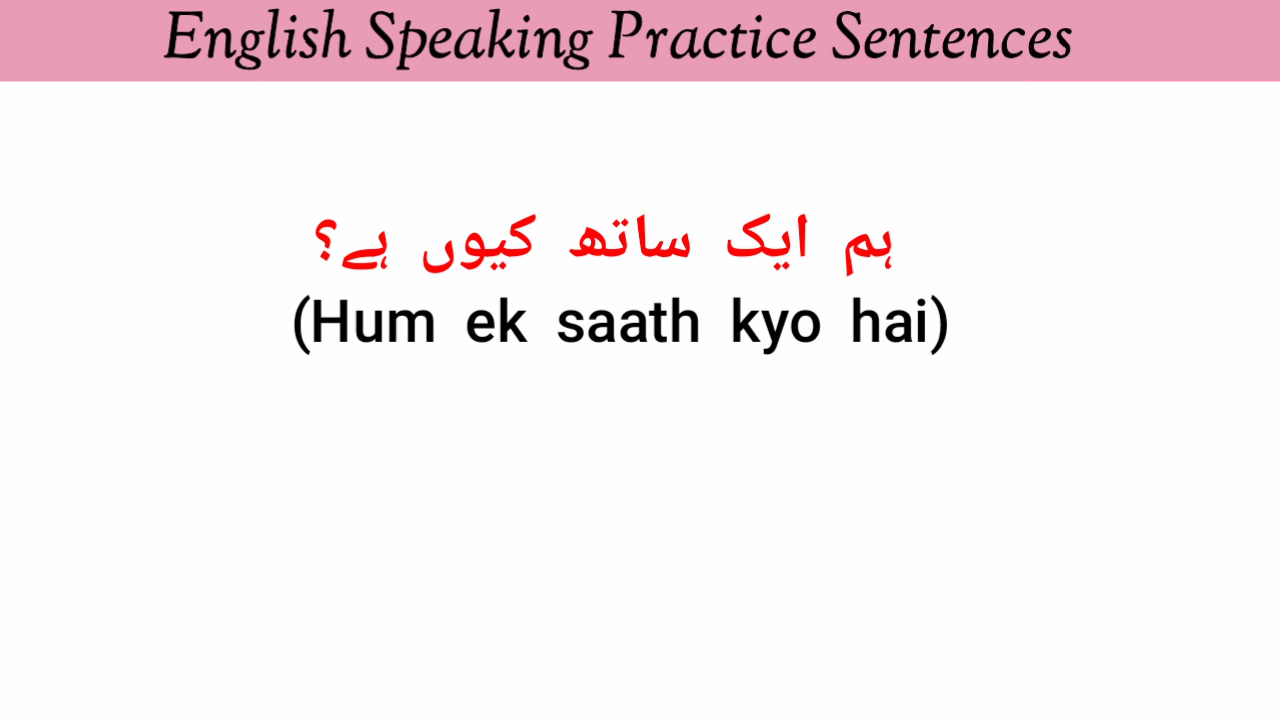 English Speaking Practice Sentences
ہم ایک ساتھ کیوں ہے؟
(Hum ek saath kyo hai)